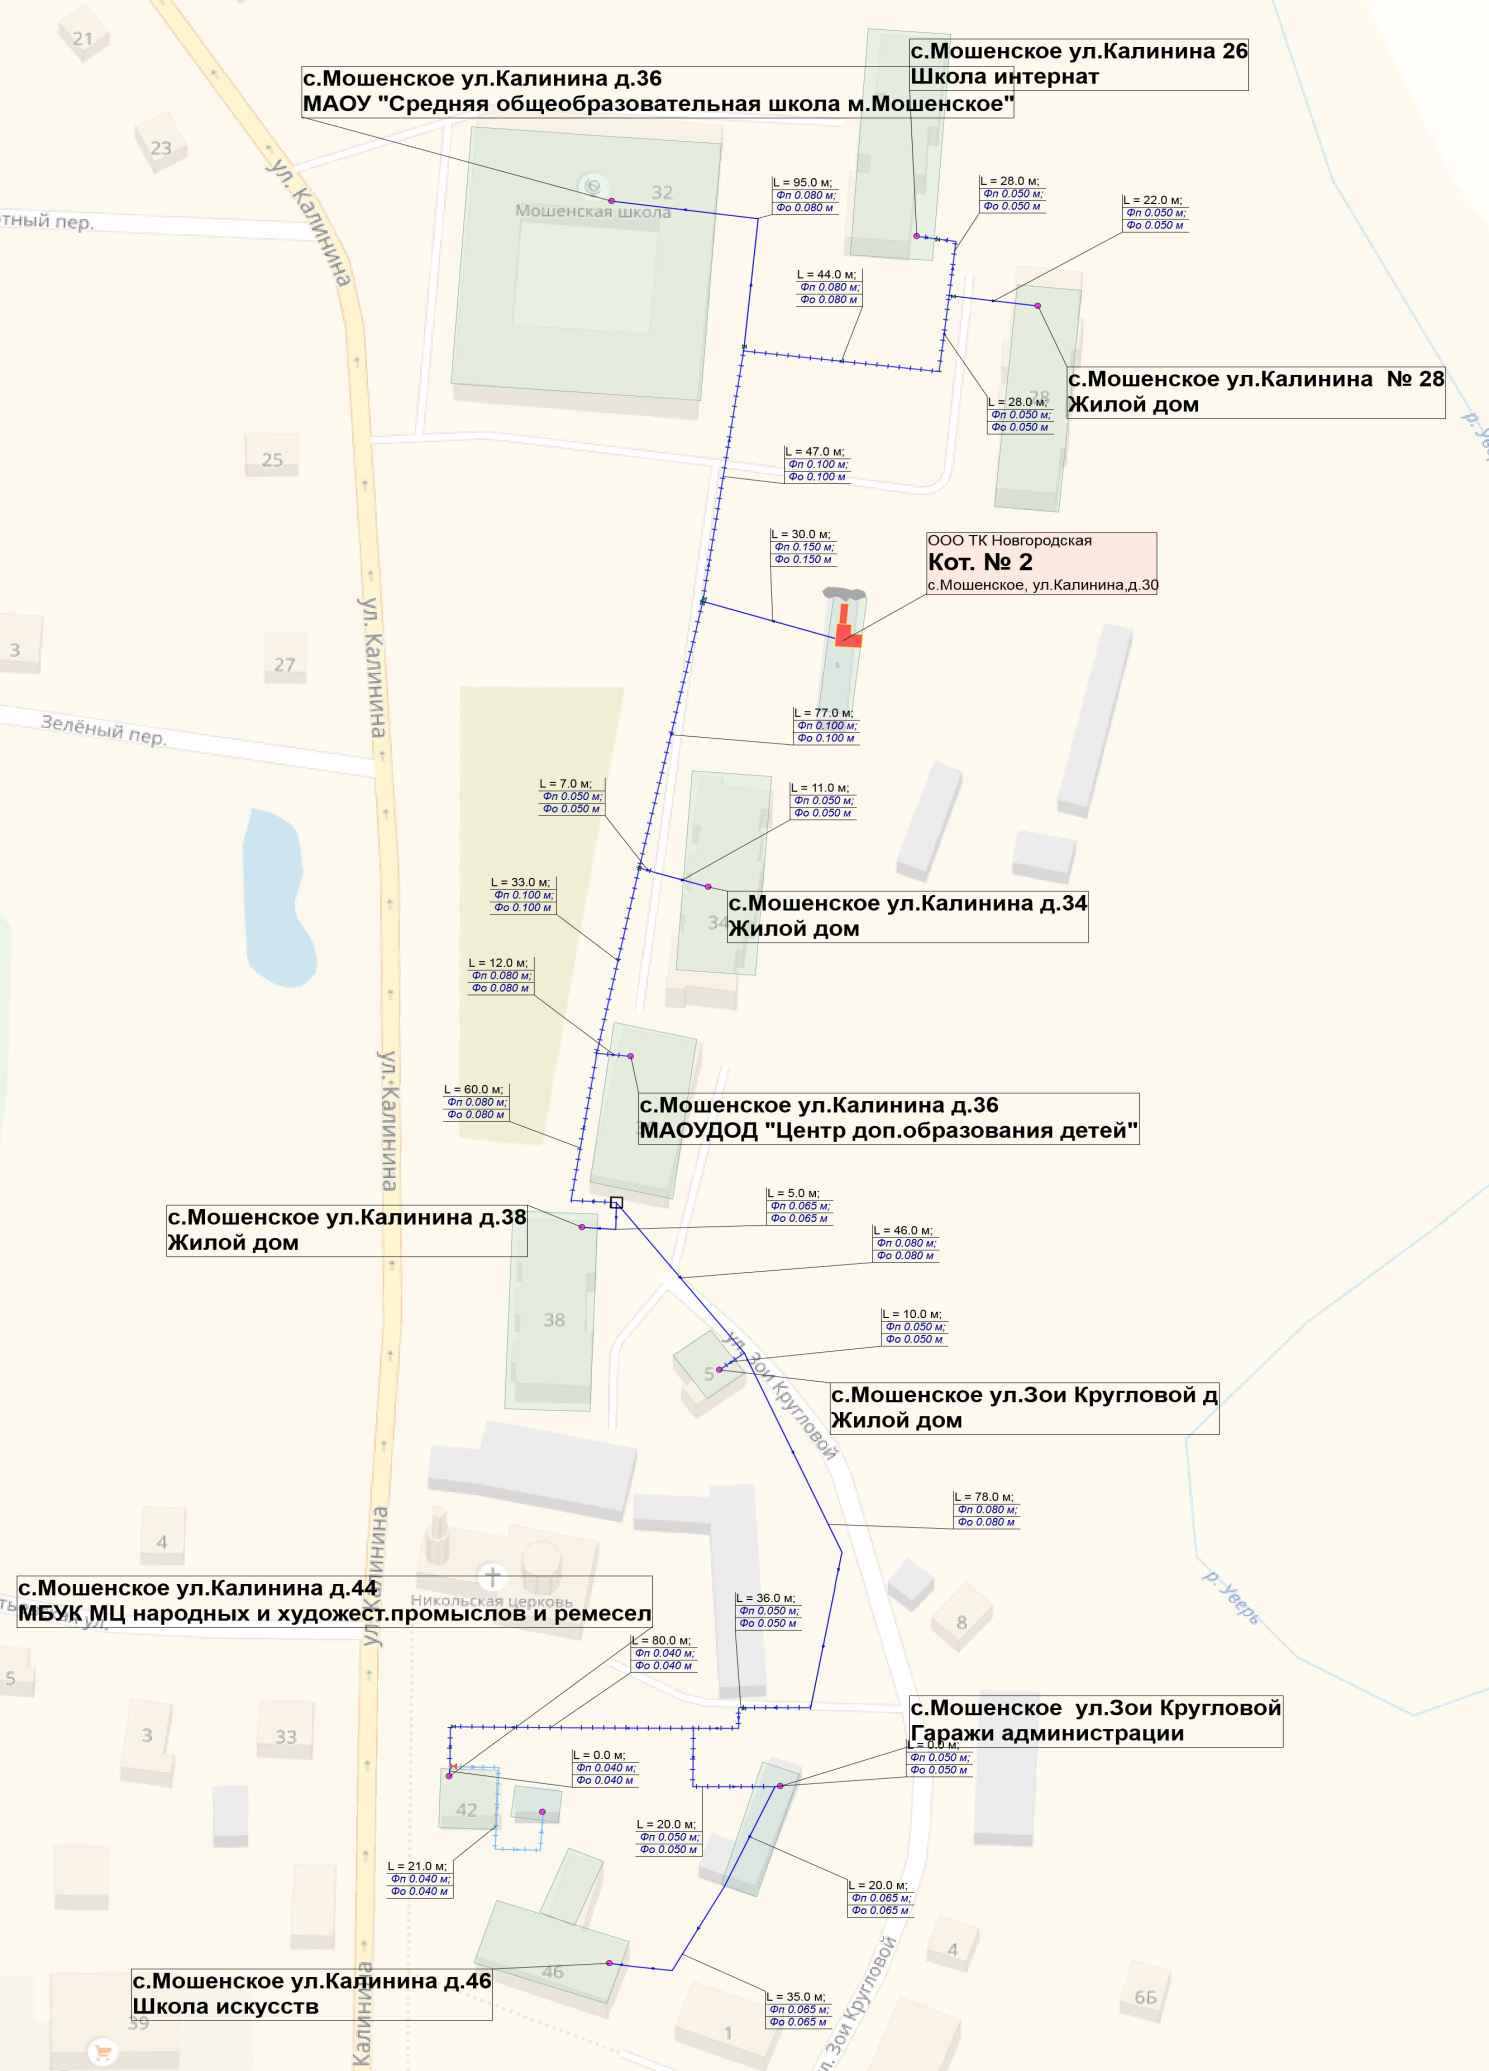 21
с.Мошенское ул.Калинина 26
Школа интернат
с.Мошенское ул.Калинина д.36
МАОУ "Средняя общеобразовательная школа м.Мошенское"
23
ул. Калинина
32
Мошенская школа
L = 95.0 м;
Фп 0.080 м;
Фо 0.080 м
L = 28.0 м;
Фп 0.050 м;
Фо 0.050 м
L = 22.0 м;
Фп 0.050 м;
Фо 0.050 м
тный пер.
L = 44.0 м;
Фп 0.080 м;
Фо 0.080 м
с.Мошенское ул.Калинина № 28
Жилой дом
28
L = 28.0 м;
Фп 0.050 м;
Фо 0.050 м
р. Уверь
25
L = 47.0 м;
Фп 0.100 м;
Фо 0.100 м
L = 30.0 м;
Фп 0.150 м;
Фо 0.150 м
ООО ТК Новгородская
Кот. № 2
с.Мошенское, ул.Калинина,д.30
ул. Калинина
3
27
Зелёный пер.
L = 77.0 м;
Фп 0.100 м;
Фо 0.100 м
L = 7.0 м;
Фп 0.050 м;
Фо 0.050 м
L = 11.0 м;
Фп 0.050 м;
Фо 0.050 м
L = 33.0 м;
Фп 0.100 м;
Фо 0.100 м
34
с.Мошенское ул.Калинина д.34
Жилой дом
L = 12.0 м;
Фп 0.080 м;
Фо 0.080 м
ул. Калинина
L = 60.0 м;
Фп 0.080 м;
Фо 0.080 м
с.Мошенское ул.Калинина д.36
МАОУДОД "Центр доп.образования детей"
L = 5.0 м;
Фп 0.065 м;
Фо 0.065 м
с.Мошенское ул.Калинина д.38
Жилой дом
L = 46.0 м;
Фп 0.080 м;
Фо 0.080 м
38
L = 10.0 м;
Фп 0.050 м;
Фо 0.050 м
5
ул. Зои Кругловой
с.Мошенское ул.Зои Кругловой д
Жилой дом
L = 78.0 м;
Фп 0.080 м;
Фо 0.080 м
4
ул. Калинина
с.Мошенское ул.Калинина д.44
МБУК МЦ народных и художест.промыслов и ремесел
Никольская церковь
L = 36.0 м;
Фп 0.050 м;
Фо 0.050 м
8
р. Уверь
L = 80.0 м;
Фп 0.040 м;
Фо 0.040 м
5
3
33
с.Мошенское ул.Зои Кругловой
Гаражи администрации
L = 0.0 м;
Фп 0.050 м;
Фо 0.050 м
L = 0.0 м;
Фп 0.040 м;
Фо 0.040 м
42
L = 20.0 м;
Фп 0.050 м;
Фо 0.050 м
L = 21.0 м;
Фп 0.040 м;
Фо 0.040 м
L = 20.0 м;
Фп 0.065 м;
Фо 0.065 м
4
46
с.Мошенское ул.Калинина д.46
Школа искусств
L = 35.0 м;
Фп 0.065 м;
Фо 0.065 м
6Б
39
1
Калинина
л. Зои Кругловой